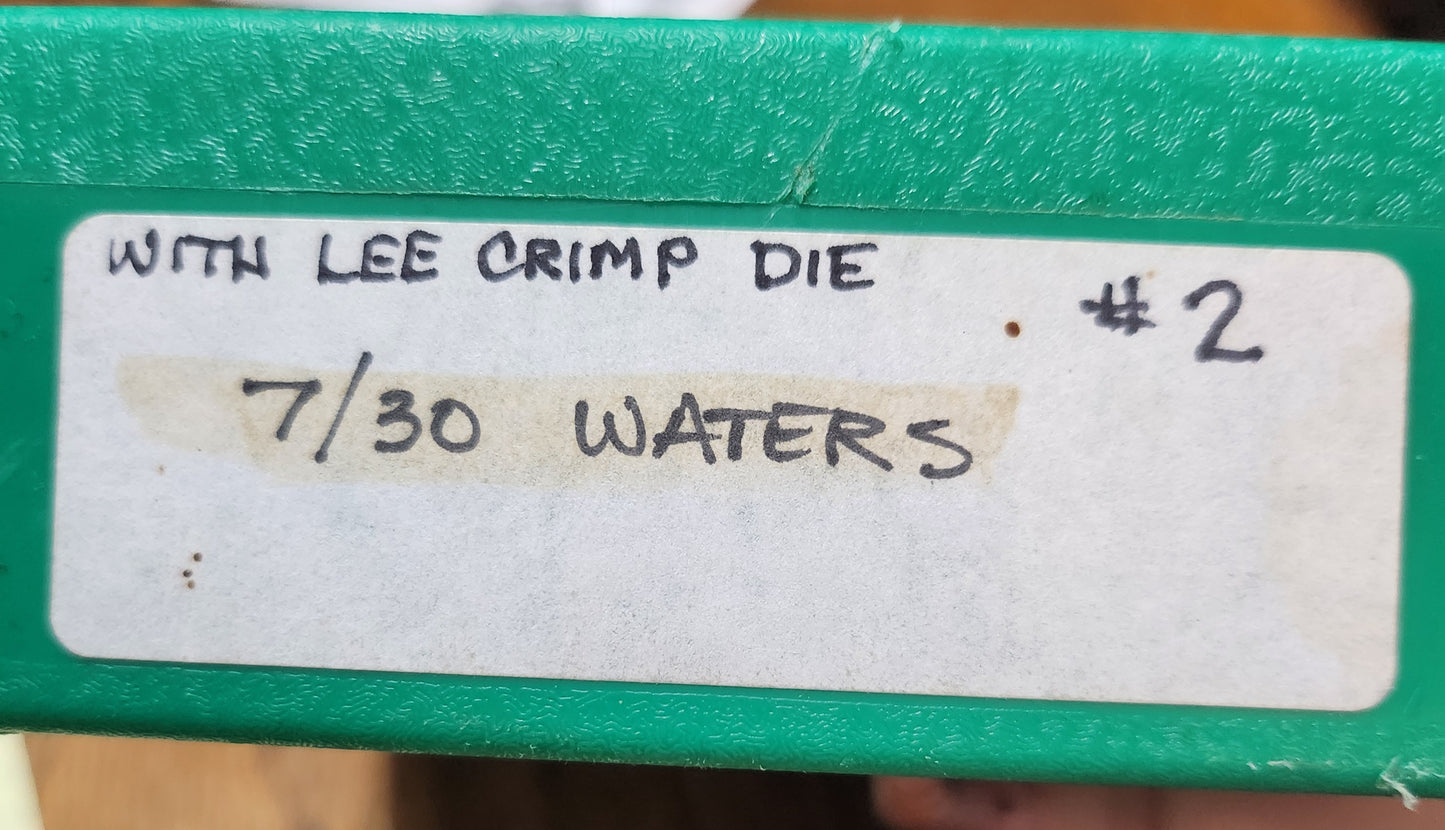 WITH LEE CRIMP DIE
#2
7/30 WATERS